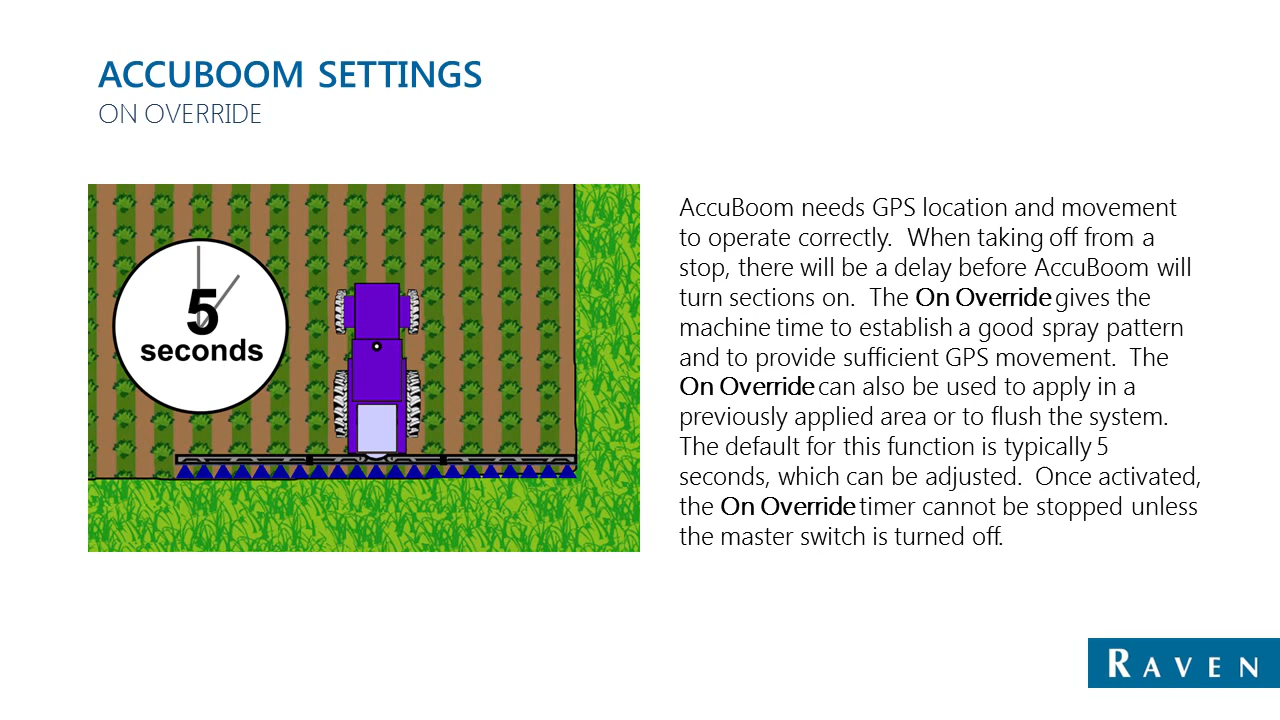 ACCUBOOM SETTINGS
ON OVERRIDE
5
seconds
AccuBoom needs GPS location and movement
to operate correctly.  When taking off from a
stop, there will be a delay before AccuBoom will
turn sections on.  The On Override gives the
machine time to establish a good spray pattern
and to provide sufficient GPS movement.  The
On Override can also be used to apply in a
previously applied area or to flush the system.
The default for this function is typically 5
seconds, which can be adjusted.  Once activated,
the On Override timer cannot be stopped unless
the master switch is turned off.
RAVEN